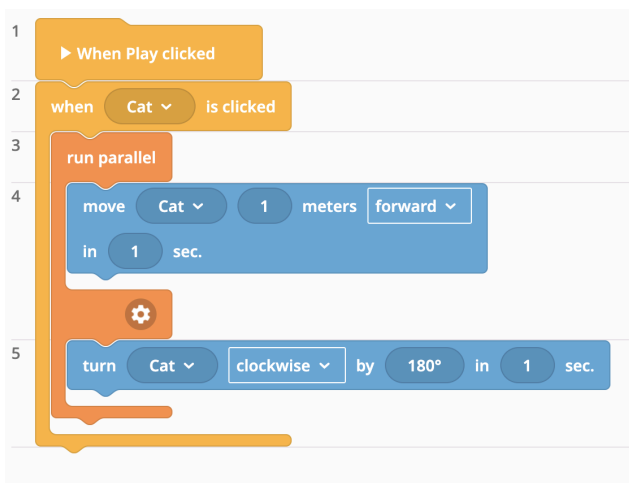 1
When Play clicked
2
when Cat is clicked
3
run parallel
4
move Cat 1 meters forward
in 1 sec.
5
turn Cat clockwise by 180° in 1 sec.